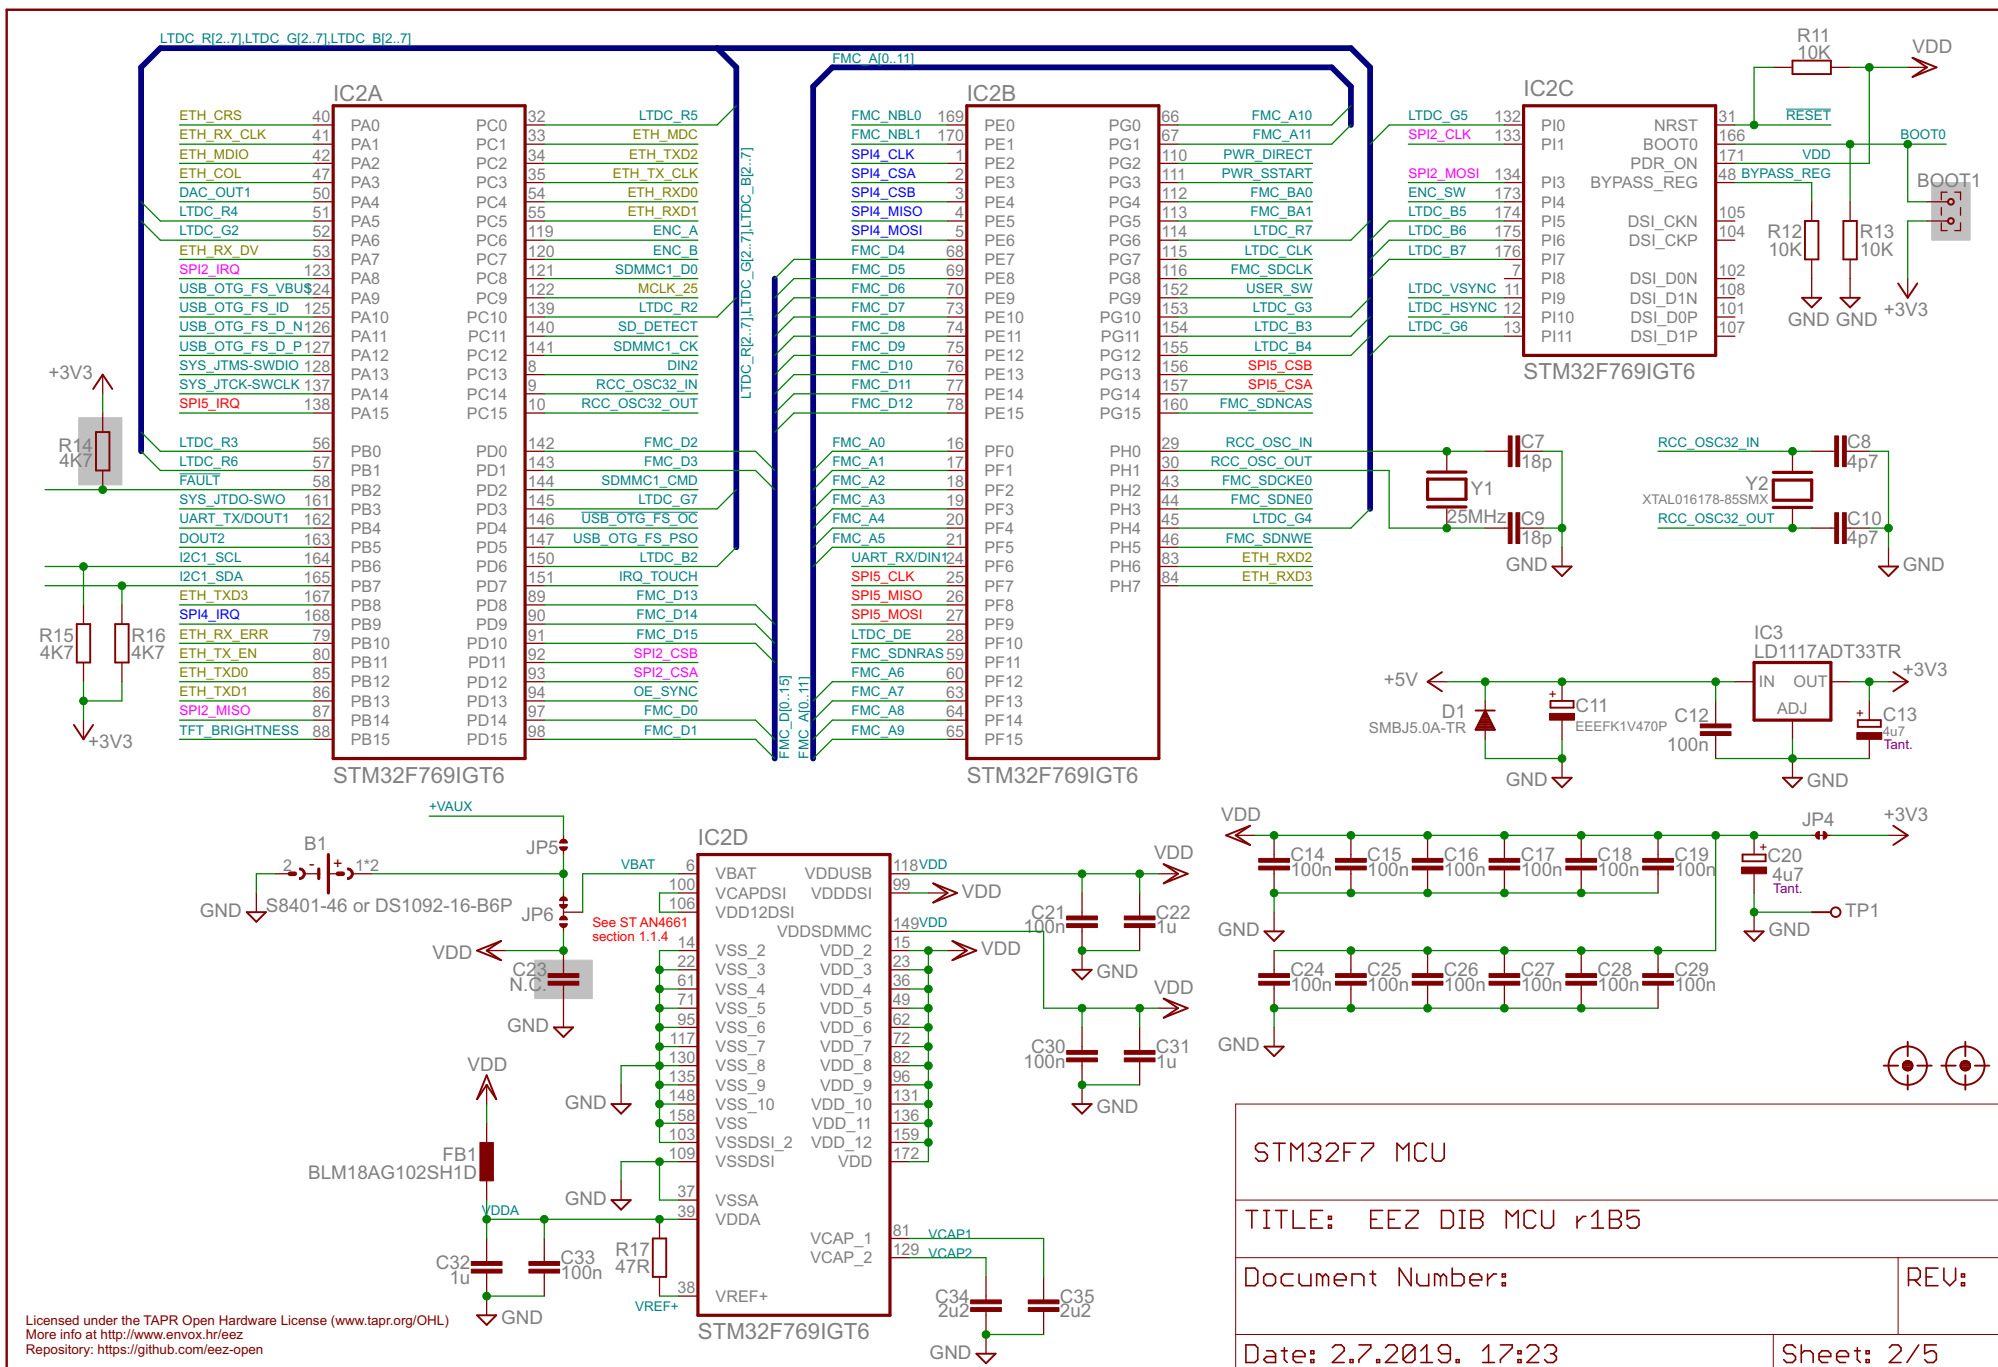 LTDC_R[2..7],LTDC_G[2..7],LTDC_B[2..7]
FMC_A[0..11]
IC2A
ETH_CRS 40 PA0
ETH_RX_CLK 41 PA1
ETH_MDIO 42 PA2
ETH_COL 47 PA3
DAC_OUT1 50 PA4
LTDC_R4 51 PA5
LTDC_G2 52 PA6
ETH_RX_DV 53 PA7
SPI2_IRQ 123 PA8
USB_OTG_FS_VBUS 124 PA9
USB_OTG_FS_ID 125 PA10
USB_OTG_FS_D_N 126 PA11
USB_OTG_FS_D_P 127 PA12
SYS_JTMS-SWDIO 128 PA13
SYS_JTCK-SWCLK 137 PA14
SPI5_IRQ 138 PA15
LTDC_R3 56 PB0
LTDC_R6 57 PB1
FAULT 58 PB2
SYS_JTDO-SWO 161 PB3
UART_TX/DOUT1 162 PB4
DOUT2 163 PB5
I2C1_SCL 164 PB6
I2C1_SDA 165 PB7
ETH_TXD3 167 PB8
SPI4_IRQ 168 PB9
ETH_RX_ERR 79 PB10
ETH_TX_EN 80 PB11
ETH_TXD0 85 PB12
ETH_TXD1 86 PB13
SPI2_MISO 87 PB14
TFT_BRIGHTNESS 88 PB15
PC0 32 LTDC_R5
PC1 33 ETH_MDC
PC2 34 ETH_TXD2
PC3 35 ETH_TX_CLK
PC4 54 ETH_RXD0
PC5 55 ETH_RXD1
PC6 119 ENC_A
PC7 120 ENC_B
PC8 121 SDMMC1_D0
PC9 122 MCLK_25
PC10 139 LTDC_R2
PC11 140 SD_DETECT
PC12 141 SDMMC1_CK
PC13 8 DIN2
PC14 9 RCC_OSC32_IN
PC15 10 RCC_OSC32_OUT
PD0 142 FMC_D2
PD1 143 FMC_D3
PD2 144 SDMMC1_CMD
PD3 145 LTDC_G7
PD4 146 USB_OTG_FS_OC
PD5 147 USB_OTG_FS_PSO
PD6 150 LTDC_B2
PD7 151 IRQ_TOUCH
PD8 89 FMC_D13
PD9 90 FMC_D14
PD10 91 FMC_D15
PD11 92 SPI2_CSB
PD12 93 SPI2_CSA
PD13 94 OE_SYNC
PD14 97 FMC_D0
PD15 98 FMC_D1
STM32F769IGT6
LTDC_R[2..7],LTDC_G[2..7],LTDC_B[2..7]
FMC_D[0..15]
FMC_A[0..11]
+3V3
R14
4K7
R15
4K7
R16
4K7
+3V3
IC2B
FMC_NBL0 169 PE0
FMC_NBL1 170 PE1
SPI4_CLK 1 PE2
SPI4_CSA 2 PE3
SPI4_CSB 3 PE4
SPI4_MISO 4 PE5
SPI4_MOSI 5 PE6
FMC_D4 68 PE7
FMC_D5 69 PE8
FMC_D6 70 PE9
FMC_D7 73 PE10
FMC_D8 74 PE11
FMC_D9 75 PE12
FMC_D10 76 PE13
FMC_D11 77 PE14
FMC_D12 78 PE15
FMC_A0 16 PF0
FMC_A1 17 PF1
FMC_A2 18 PF2
FMC_A3 19 PF3
FMC_A4 20 PF4
FMC_A5 21 PF5
UART_RX/DIN1 24 PF6
SPI5_CLK 25 PF7
SPI5_MISO 26 PF8
SPI5_MOSI 27 PF9
LTDC_DE 28 PF10
FMC_SDNRAS 59 PF11
FMC_A6 60 PF12
FMC_A7 63 PF13
FMC_A8 64 PF14
FMC_A9 65 PF15
PG0 66 FMC_A10
PG1 67 FMC_A11
PG2 110 PWR_DIRECT
PG3 111 PWR_SSTART
PG4 112 FMC_BA0
PG5 113 FMC_BA1
PG6 114 LTDC_R7
PG7 115 LTDC_CLK
PG8 116 FMC_SDCLK
PG9 152 USER_SW
PG10 153 LTDC_G3
PG11 154 LTDC_B3
PG12 155 LTDC_B4
PG13 156 SPI5_CSB
PG14 157 SPI5_CSA
PG15 160 FMC_SDNCAS
PH0 29 RCC_OSC_IN
PH1 30 RCC_OSC_OUT
PH2 43 FMC_SDCKE0
PH3 44 FMC_SDNE0
PH4 45 LTDC_G4
PH5 46 FMC_SDNWE
PH6 83 ETH_RXD2
PH7 84 ETH_RXD3
STM32F769IGT6
IC2C
LTDC_G5 132 PI0
SPI2_CLK 133 PI1
SPI2_MOSI 134 PI3
ENC_SW 173 PI4
LTDC_B5 174 PI5
LTDC_B6 175 PI6
LTDC_B7 176 PI7
7 PI8
LTDC_VSYNC 11 PI9
LTDC_HSYNC 12 PI10
LTDC_G6 13 PI11
NRST 31 RESET
BOOT0 166 BOOT0
PDR_ON 171 VDD
BYPASS_REG 48 BYPASS_REG
DSI_CKN 105
DSI_CKP 104
DSI_D0N 102
DSI_D1N 108
DSI_D0P 101
DSI_D1P 107
STM32F769IGT6
R11
10K
VDD
BOOT1
R12
10K
R13
10K
GND GND +3V3
C7
18p
Y1
25MHz
C9
18p
GND
RCC_OSC32_IN
C8
4p7
Y2
XTAL016178-85SMX
RCC_OSC32_OUT
C10
4p7
GND
IC3
LD1117ADT33TR
+5V
IN OUT
ADJ
+3V3
D1
SMBJ5.0A-TR
+
C11
EEEFK1V470P
C12
100n
+
C13
4u7
Tant.
GND
GND
+VAUX
B1
2 - + 1*2
JP5
GND
S8401-46 or DS1092-16-B6P
JP6
VDD
C23
N.C.
GND
See ST AN4661
section 1.1.4
IC2D
VBAT 6 VBAT
100 VCAPDSI
106 VDD12DSI
14 VSS_2
22 VSS_3
61 VSS_4
71 VSS_5
95 VSS_6
117 VSS_7
130 VSS_8
135 VSS_9
148 VSS_10
158 VSS
103 VSSDSI_2
109 VSSDSI
37 VSSA
39 VDDA
38 VREF+
VDDUSB 118 VDD
VDDDSI 99 VDD
VDDSDMMC 149 VDD
VDD_2 15 VDD
VDD_3 23
VDD_4 36
VDD_5 49
VDD_6 62
VDD_7 72
VDD_8 82
VDD_9 96
VDD_10 131
VDD_11 136
VDD_12 159
VDD 172
VCAP_1 81 VCAP1
VCAP_2 129 VCAP2
STM32F769IGT6
GND
GND
VDD
FB1
BLM18AG102SH1D
VDDA
C32
1u
C33
100n
R17
47R
VREF+
GND
VDD
C21
100n
C22
1u
GND
VDD
C30
100n
C31
1u
GND
C34
2u2
C35
2u2
GND
VDD
JP4
+3V3
C14
100n
C15
100n
C16
100n
C17
100n
C18
100n
C19
100n
+
C20
4u7
Tant.
TP1
GND
GND
C24
100n
C25
100n
C26
100n
C27
100n
C28
100n
C29
100n
GND
STM32F7 MCU
TITLE: EEZ DIB MCU r1B5
Document Number:
REV:
Date: 2.7.2019. 17:23
Sheet: 2/5
Licensed under the TAPR Open Hardware License (www.tapr.org/OHL)
More info at http://www.envox.hr/eez
Repository: https://github.com/eez-open